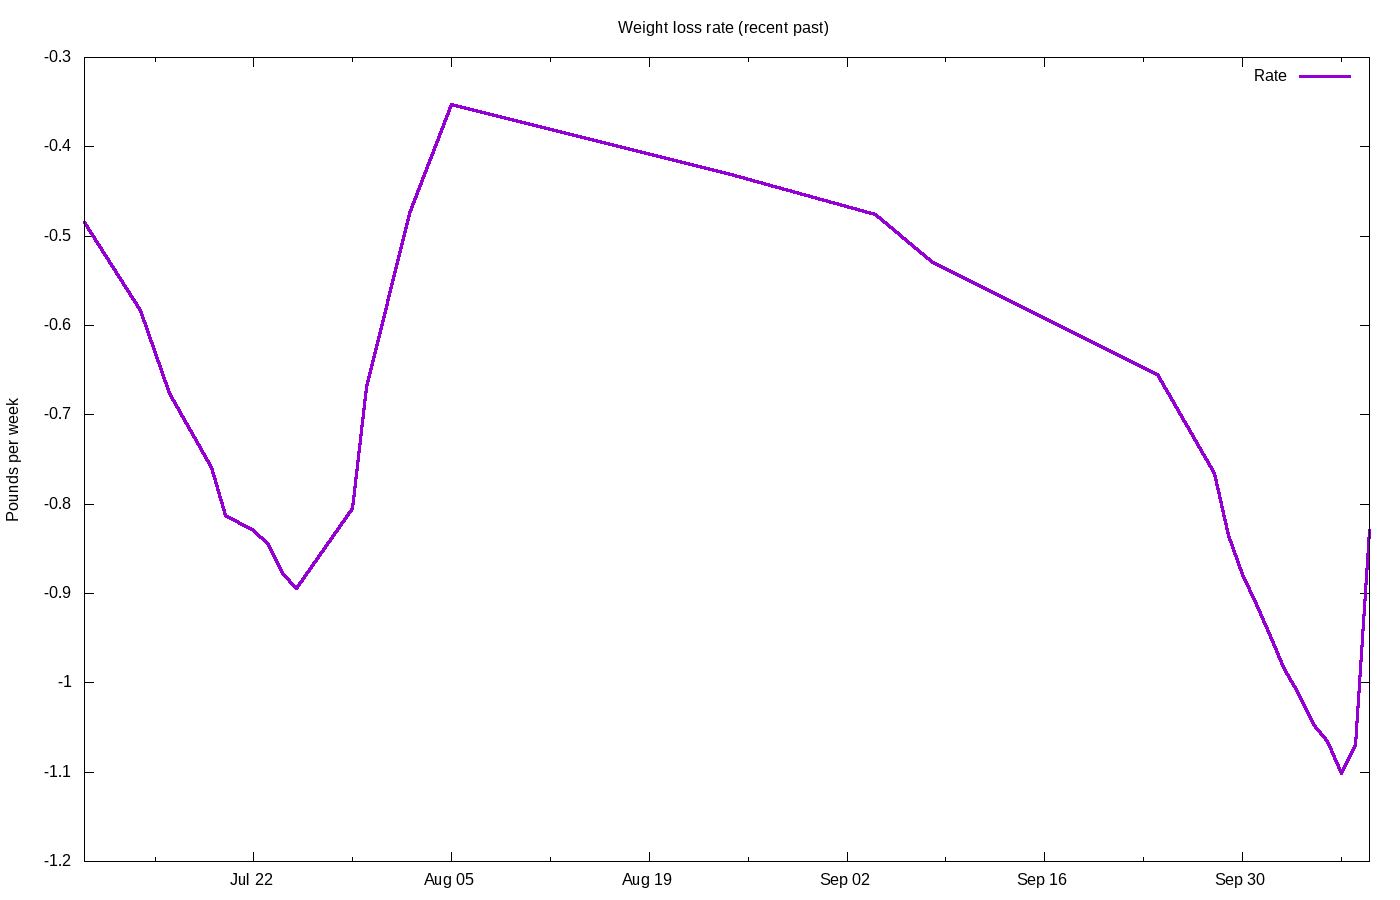 Weight loss rate (recent past)
Rate
-0.3
-0.4
-0.5
-0.6
-0.7
-0.8
-0.9
-1
-1.1
-1.2
Pounds per week
Jul 22
Aug 05
Aug 19
Sep 02
Sep 16
Sep 30